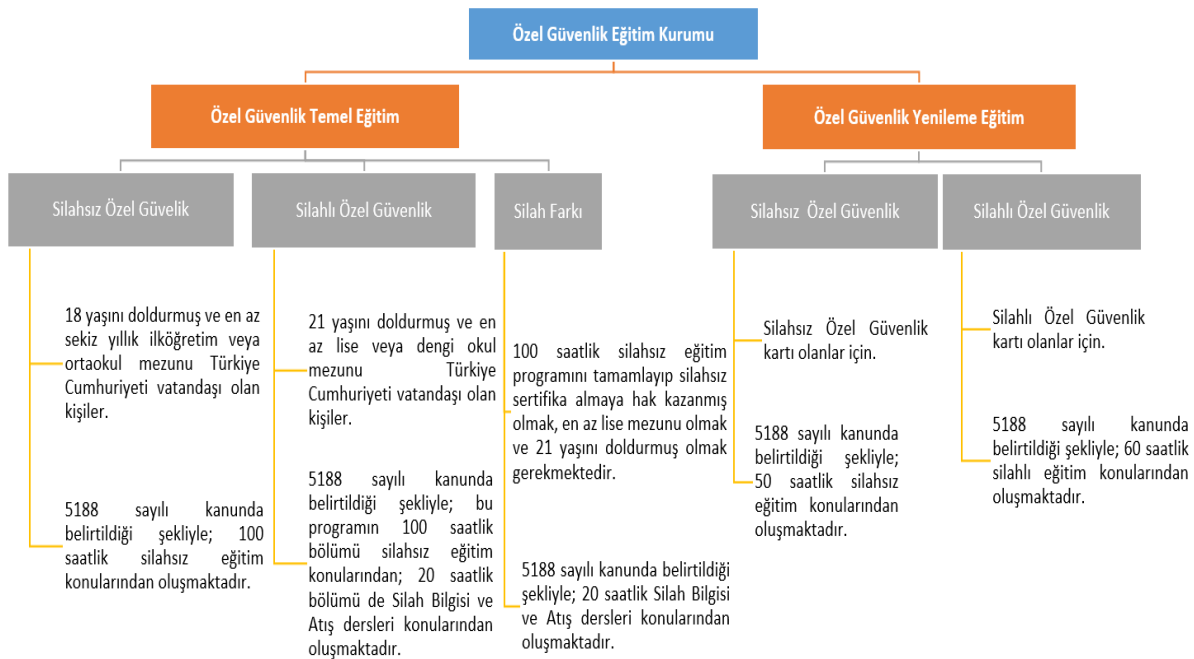 Özel Güvenlik Eğitim Kurumu
Özel Güvenlik Temel Eğitim
Özel Güvenlik Yenileme Eğitim
Silahsız Özel Güvelik
Silahlı Özel Güvenlik
Silah Farkı
Silahsız Özel Güvenlik
Silahlı Özel Güvenlik
18 yaşını doldurmuş ve en az
sekiz yıllık ilköğretim veya
ortaokul mezunu Türkiye
Cumhuriyeti vatandaşı olan
kişiler.
5188 sayılı kanunda
belirtildiği şekliyle; 100
saatlik silahsız eğitim
konularından oluşmaktadır.
21 yaşını doldurmuş ve en
az lise veya dengi okul
mezunu Türkiye
Cumhuriyeti vatandaşı olan
kişiler.
5188 sayılı kanunda
belirtildiği şekliyle; bu
programın 100 saatlik
bölümü silahsız eğitim
konularından; 20 saatlik
bölümü de Silah Bilgisi ve
Atış dersleri konularından
oluşmaktadır.
100 saatlik silahsız eğitim
programını tamamlayıp silahsız
sertifika almaya hak kazanmış
olmak, en az lise mezunu olmak
ve 21 yaşını doldurmuş olmak
gerekmektedir.
5188 sayılı kanunda belirtildiği
şekliyle; 20 saatlik Silah Bilgisi
ve Atış dersleri konularından
oluşmaktadır.
Silahsız Özel Güvenlik
kartı olanlar için.
5188 sayılı kanunda
belirtildiği şekliyle;
50 saatlik silahsız
eğitim konularından
oluşmaktadır.
Silahlı Özel Güvenlik
kartı olanlar için.
5188 sayılı kanunda
belirtildiği şekliyle; 60 saatlik
silahlı eğitim konularından
oluşmaktadır.